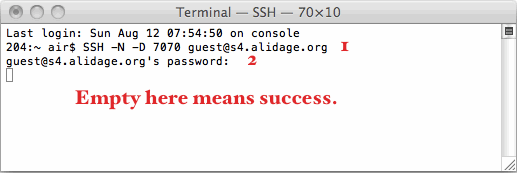 Terminal — SSH — 70×10
Last login: Sun Aug 12 07:54:50 on console
204:~ air$ SSH -N -D 7070 guest@s4.alidage.org 1
guest@s4.alidage.org's password: 2
Empty here means success.